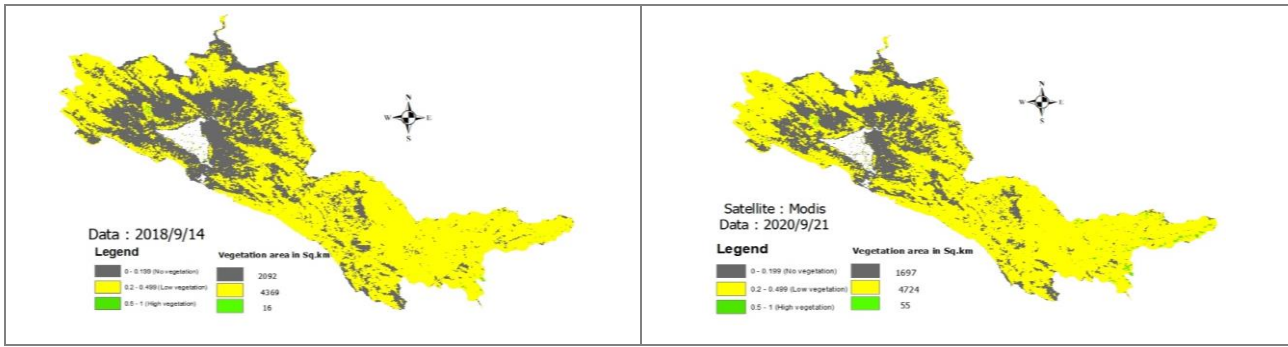 N
W E
S
Data : 2018/9/14
Legend Vegetation area in Sq.km
0 - 0.199 (No vegetation) 2092
0.2 - 0.499 (Low vegetation) 4369
0.5 - 1 (High vegetation) 16
N
W E
S
Satellite : Modis
Data : 2020/9/21
Legend Vegetation area in Sq.km
0 - 0.199 (No vegetation) 1697
0.2 - 0.499 (Low vegetation) 4724
0.5 - 1 (High vegetation) 55